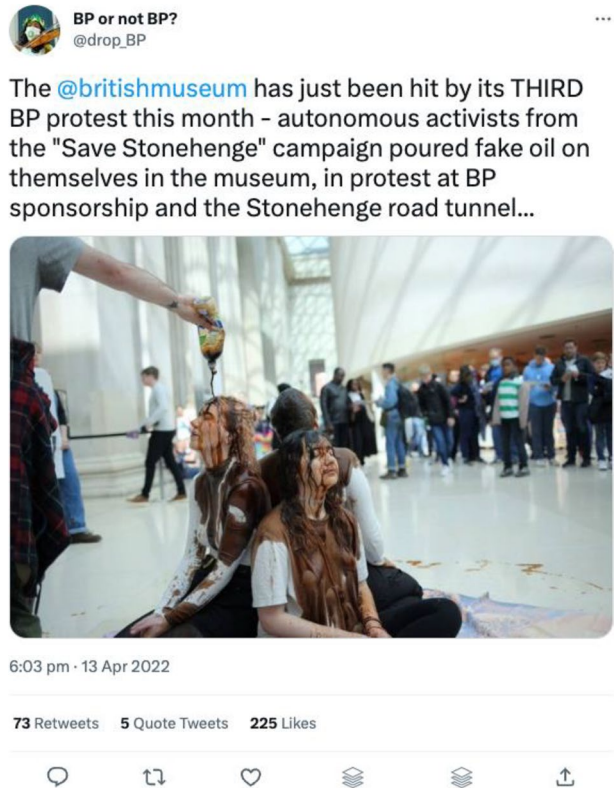 BP or not BP?
@drop_BP
The @britishmuseum has just been hit by its THIRD
BP protest this month - autonomous activists from
the "Save Stonehenge" campaign poured fake oil on
themselves in the museum, in protest at BP
sponsorship and the Stonehenge road tunnel...
6:03 pm · 13 Apr 2022
73 Retweets 5 Quote Tweets 225 Likes